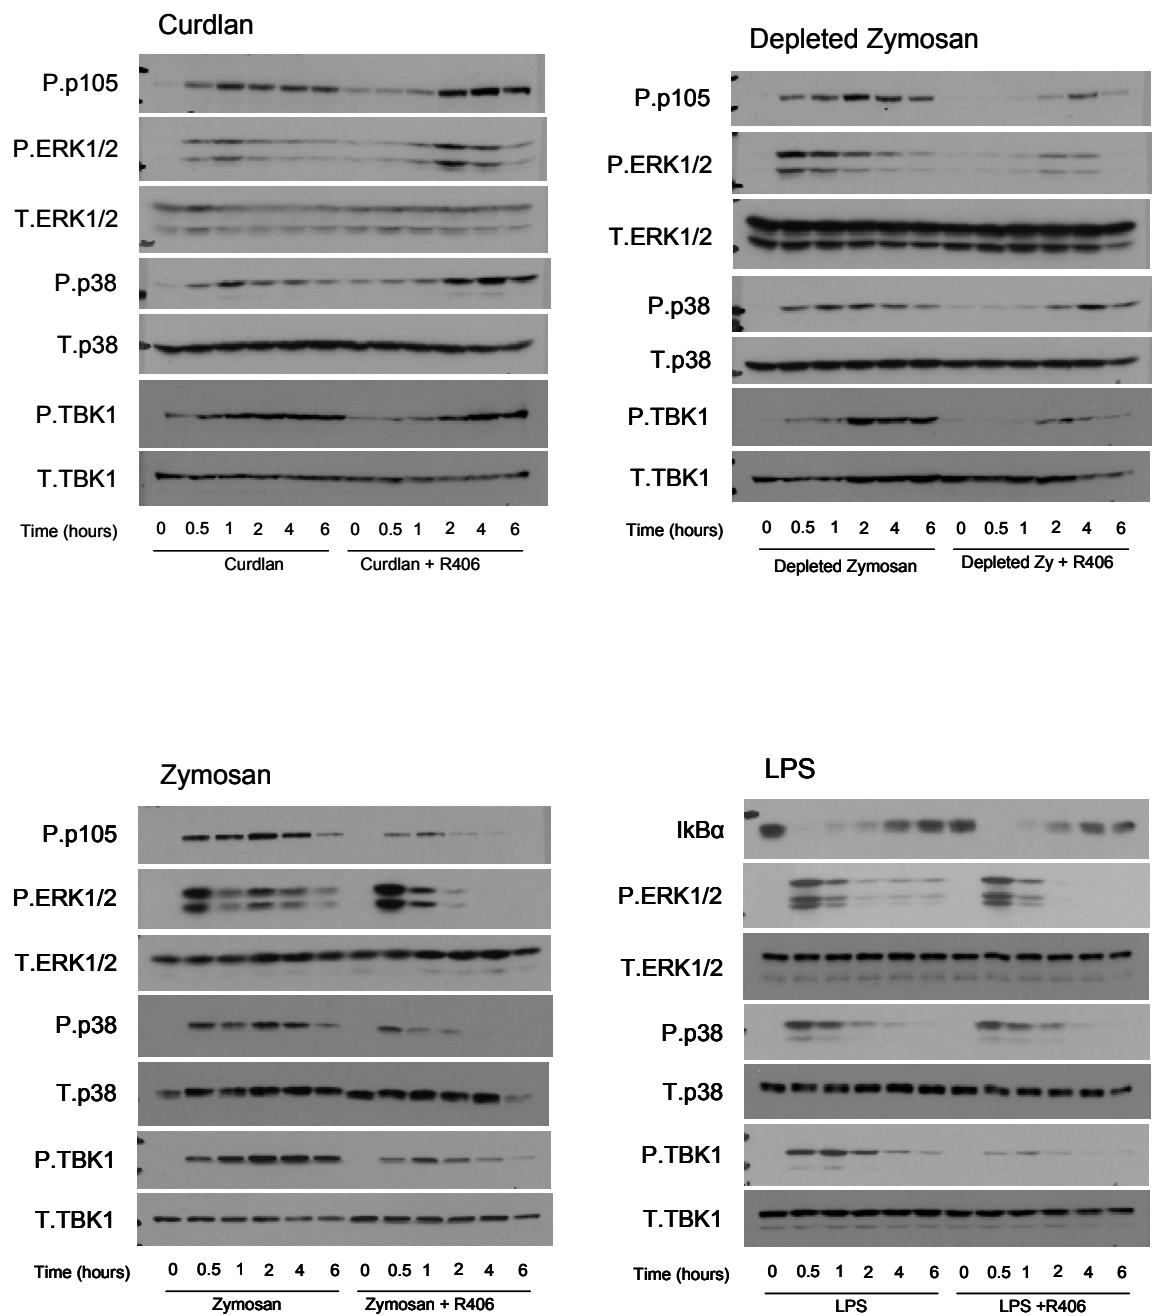 Curdlan
P.p105
P.ERK1/2
T.ERK1/2
P.p38
T.p38
P.TBK1
T.TBK1
Time (hours) 0 0.5 1 2 4 6 0 0.5 1 2 4 6
Curdlan Curdlan + R406
Depleted Zymosan
P.p105
P.ERK1/2
T.ERK1/2
P.p38
T.p38
P.TBK1
T.TBK1
Time (hours) 0 0.5 1 2 4 6 0 0.5 1 2 4 6
Depleted Zymosan Depleted Zy + R406
Zymosan
P.p105
P.ERK1/2
T.ERK1/2
P.p38
T.p38
P.TBK1
T.TBK1
Time (hours) 0 0.5 1 2 4 6 0 0.5 1 2 4 6
Zymosan Zymosan + R406
LPS
IkBα
P.ERK1/2
T.ERK1/2
P.p38
T.p38
P.TBK1
T.TBK1
Time (hours) 0 0.5 1 2 4 6 0 0.5 1 2 4 6
LPS LPS +R406